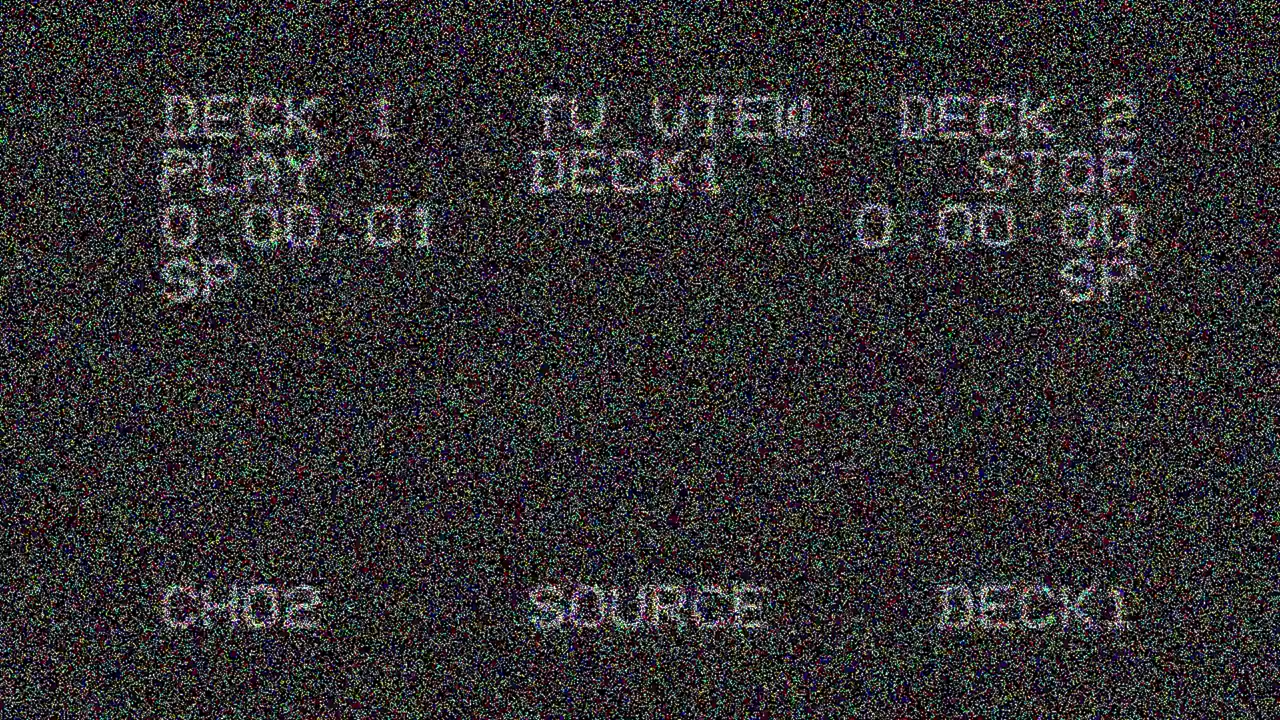 DECK 1 TV VIEW DECK 2
PLAY DECK1 STOP
0:00:01 0:00:00
SP SP
CH02 SOURCE DECK1